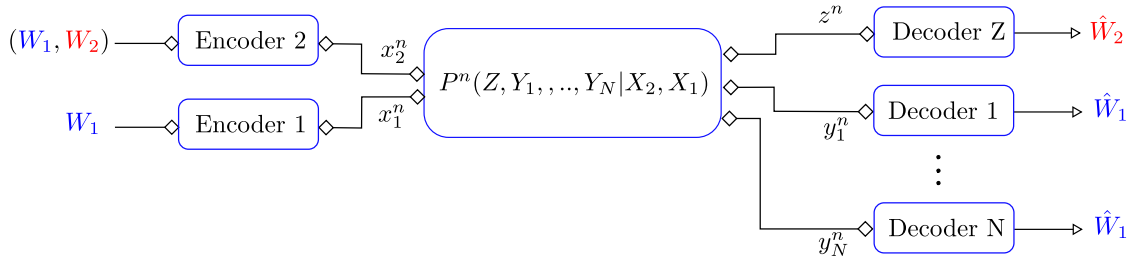 (W₁, W₂) Encoder 2 x₂ⁿ
W₁ Encoder 1 x₁ⁿ
Pⁿ(Z, Y₁, , .., Y_N|X₂, X₁)
zⁿ Decoder Z Ŵ₂
y₁ⁿ Decoder 1 Ŵ₁
⋮
y_Nⁿ Decoder N Ŵ₁